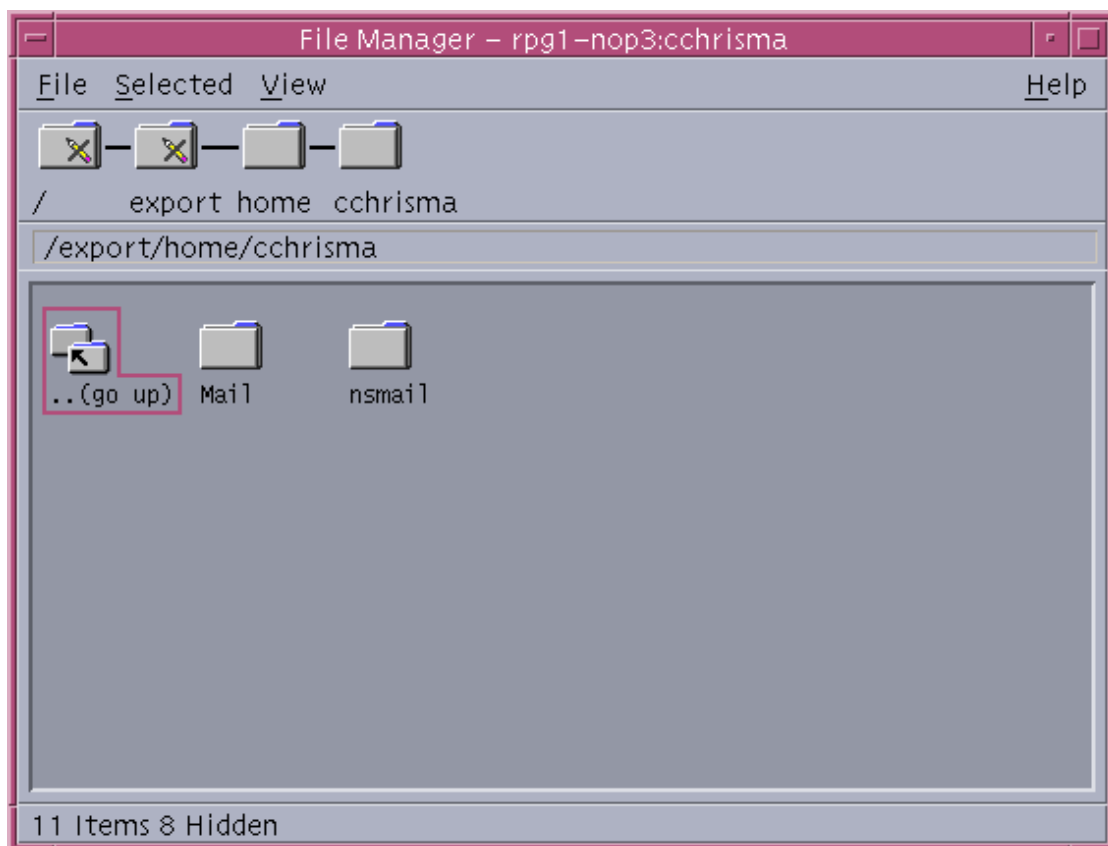 File Manager – rpg1–nop3:cchrisma
File Selected View Help
/ export home cchrisma
/export/home/cchrisma
..(go up) Mail nsmail
11 Items 8 Hidden